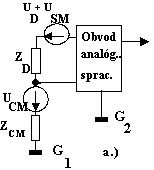 U + U
D SM
Obvod
analóg..
sprac.
Z
D
U
CM
Z CM
G
1
G
2
a.)